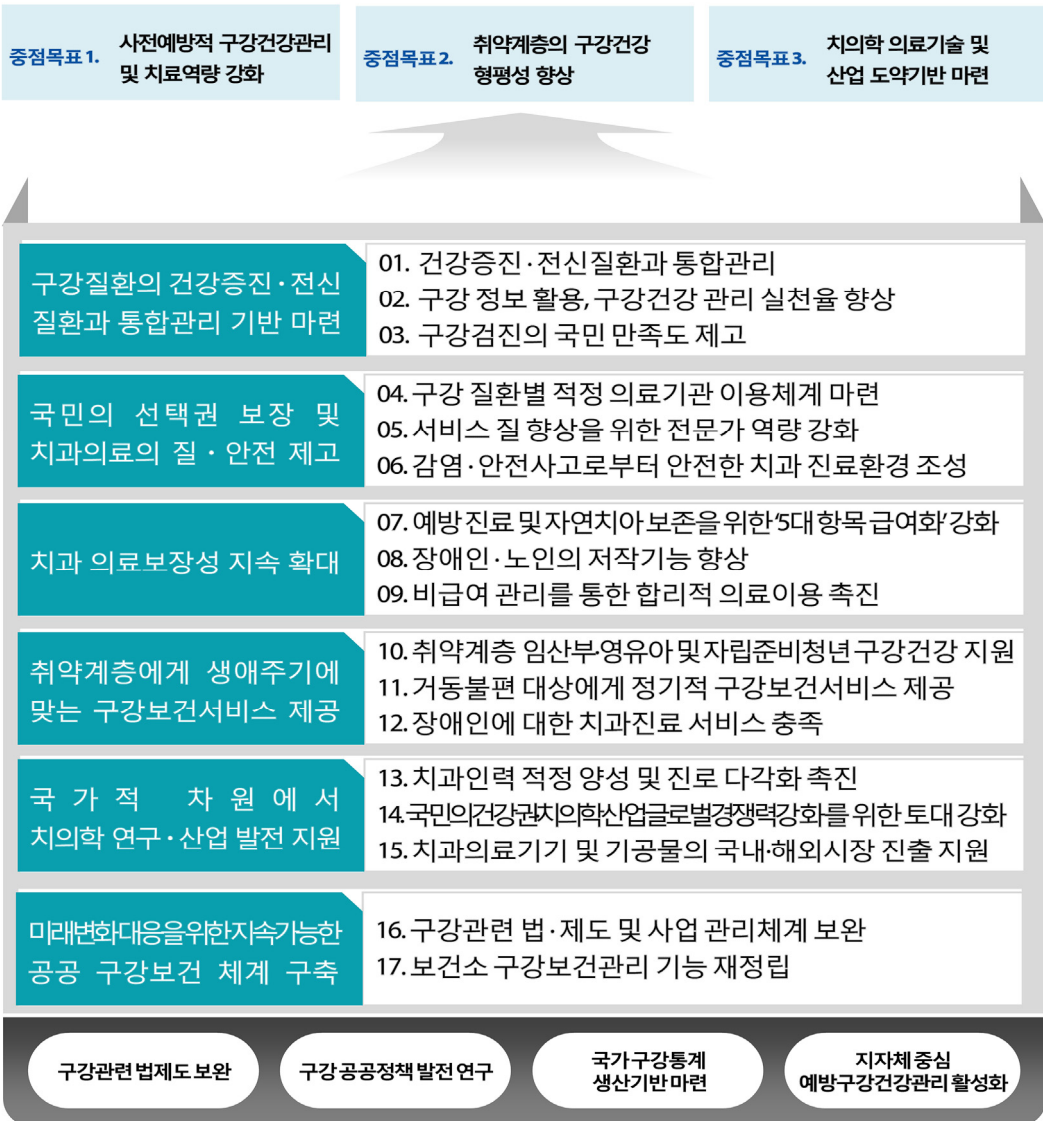 중점목표1.
사전예방적 구강건강관리
및 치료역량 강화
중점목표2.
취약계층의 구강건강
형평성 향상
중점목표3.
치의학 의료기술 및
산업 도약기반 마련
구강질환의 건강증진·전신
질환과 통합관리 기반 마련
01. 건강증진·전신질환과 통합관리
02. 구강 정보 활용, 구강건강 관리 실천율 향상
03. 구강검진의 국민 만족도 제고
국민의 선택권 보장 및
치과의료의 질·안전 제고
04. 구강 질환별 적정 의료기관 이용체계 마련
05. 서비스 질 향상을 위한 전문가 역량 강화
06. 감염·안전사고로부터 안전한 치과 진료환경 조성
치과 의료보장성 지속 확대
07. 예방 진료 및 자연치아 보존을 위한 '5대 항목 급여화' 강화
08. 장애인·노인의 저작기능 향상
09. 비급여 관리를 통한 합리적 의료이용 촉진
취약계층에게 생애주기에
맞는 구강보건서비스 제공
10. 취약계층 임산부·영유아 및 자립준비청년 구강건강 지원
11. 거동불편 대상에게 정기적 구강보건서비스 제공
12. 장애인에 대한 치과진료 서비스 충족
국가적 차원에서
치의학 연구·산업 발전 지원
13. 치과인력 적정 양성 및 진로 다각화 촉진
14. 국민의 건강권·치의학산업 글로벌 경쟁력 강화를 위한 토대 강화
15. 치과의료기기 및 기공물의 국내·해외시장 진출 지원
미래변화 대응을 위한 지속가능한
공공 구강보건 체계 구축
16. 구강관련 법·제도 및 사업 관리체계 보완
17. 보건소 구강보건관리 기능 재정립
구강관련 법제도 보완
구강 공공정책 발전 연구
국가 구강통계
생산기반 마련
지자체 중심
예방구강건강관리 활성화